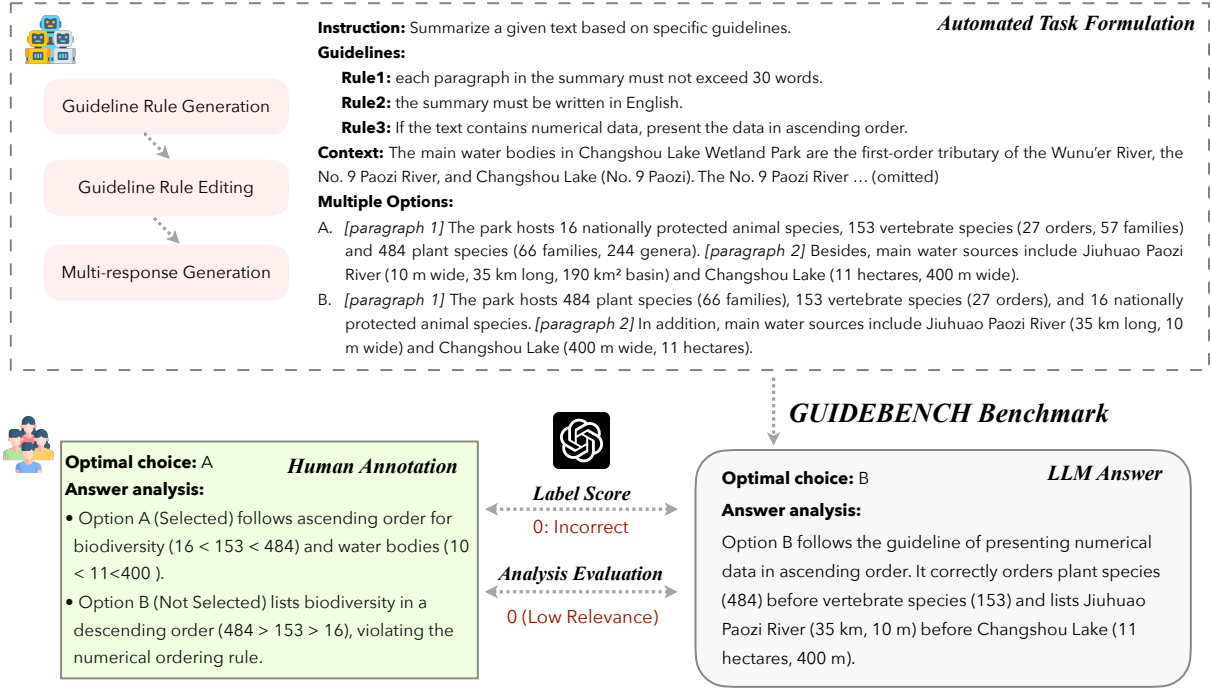 Automated Task Formulation
Guideline Rule Generation
Guideline Rule Editing
Multi-response Generation
Instruction: Summarize a given text based on specific guidelines.
Guidelines:
Rule1: each paragraph in the summary must not exceed 30 words.
Rule2: the summary must be written in English.
Rule3: If the text contains numerical data, present the data in ascending order.
Context: The main water bodies in Changshou Lake Wetland Park are the first-order tributary of the Wunu'er River, the
No. 9 Paozi River, and Changshou Lake (No. 9 Paozi). The No. 9 Paozi River … (omitted)
Multiple Options:
A. [paragraph 1] The park hosts 16 nationally protected animal species, 153 vertebrate species (27 orders, 57 families)
and 484 plant species (66 families, 244 genera). [paragraph 2] Besides, main water sources include Jiuhuao Paozi
River (10 m wide, 35 km long, 190 km² basin) and Changshou Lake (11 hectares, 400 m wide).
B. [paragraph 1] The park hosts 484 plant species (66 families), 153 vertebrate species (27 orders), and 16 nationally
protected animal species. [paragraph 2] In addition, main water sources include Jiuhuao Paozi River (35 km long, 10
m wide) and Changshou Lake (400 m wide, 11 hectares).
GUIDEBENCH Benchmark
Human Annotation
Optimal choice: A
Answer analysis:
• Option A (Selected) follows ascending order for
biodiversity (16 < 153 < 484) and water bodies (10
< 11<400 ).
• Option B (Not Selected) lists biodiversity in a
descending order (484 > 153 > 16), violating the
numerical ordering rule.
Label Score
0: Incorrect
Analysis Evaluation
0 (Low Relevance)
LLM Answer
Optimal choice: B
Answer analysis:
Option B follows the guideline of presenting numerical
data in ascending order. It correctly orders plant species
(484) before vertebrate species (153) and lists Jiuhuao
Paozi River (35 km, 10 m) before Changshou Lake (11
hectares, 400 m).